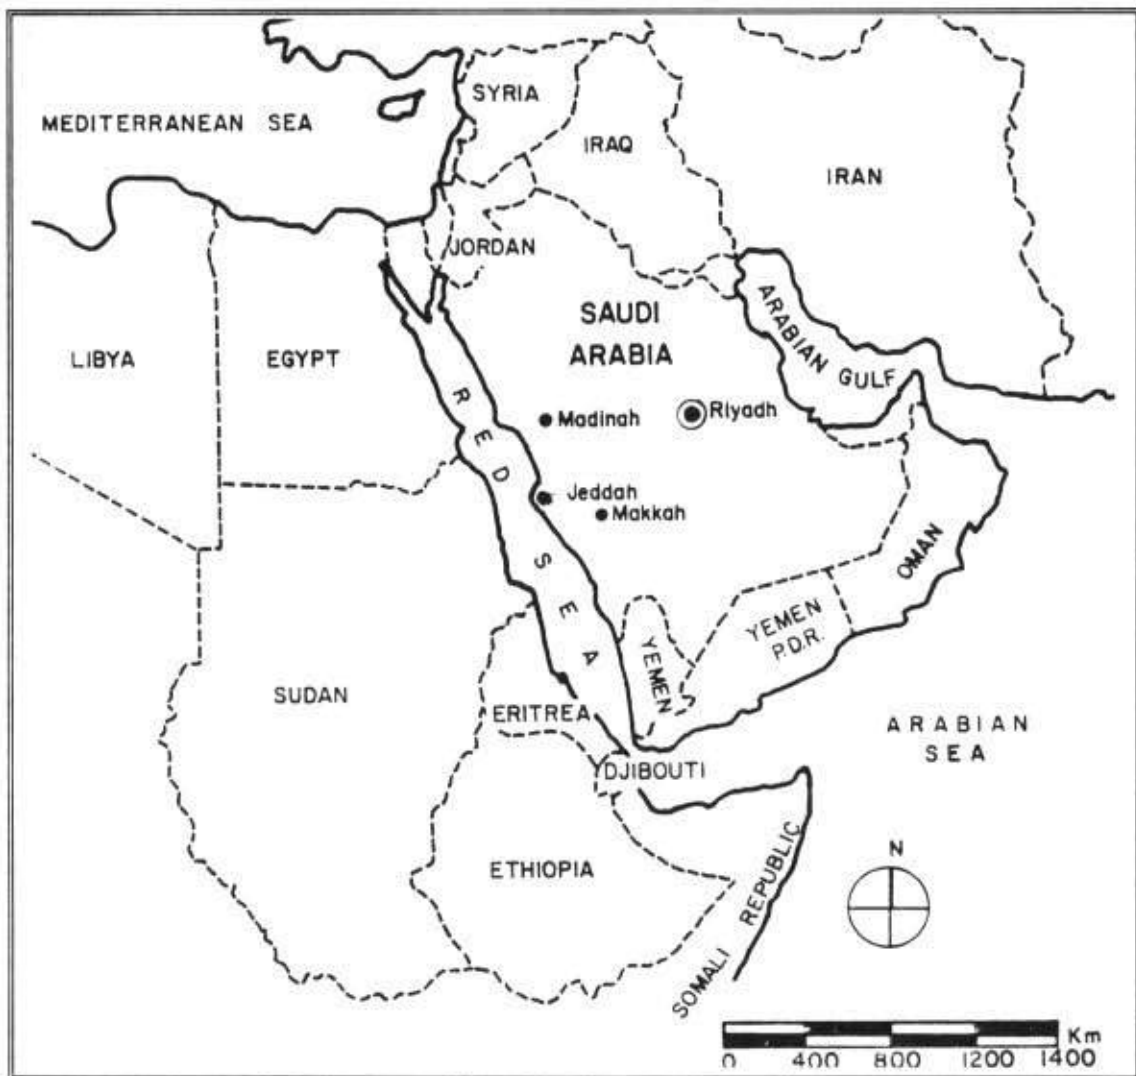 SYRIA
MEDITERRANEAN SEA
IRAQ
IRAN
JORDAN
SAUDI
ARABIA
ARABIAN GULF
LIBYA
EGYPT
RED SEA
Madinah
Riyadh
Jeddah
Makkah
OMAN
YEMEN
P.D.R.
YEMEN
SUDAN
ERITREA
ARABIAN
SEA
DJIBOUTI
ETHIOPIA
SOMALI REPUBLIC
N
Km
0 400 800 1200 1400